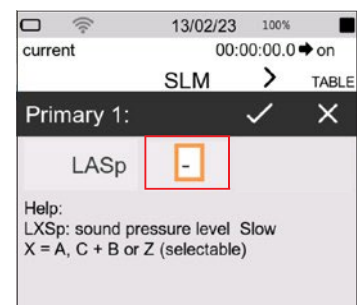 13/02/23 100%
current 00:00:00.0 ➡ on
SLM > TABLE
Primary 1: ✓ ✕
LASp -
Help:
LXSp: sound pressure level Slow
X = A, C + B or Z (selectable)